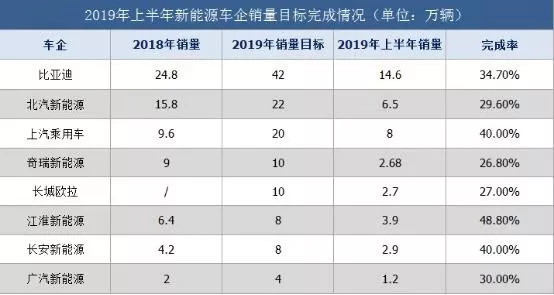 2019年上半年新能源车企销量目标完成情况（单位：万辆）
车企 2018年销量 2019年销量目标 2019年上半年销量 完成率
比亚迪 24.8 42 14.6 34.70%
北汽新能源 15.8 22 6.5 29.60%
上汽乘用车 9.6 20 8 40.00%
奇瑞新能源 9 10 2.68 26.80%
长城欧拉 / 10 2.7 27.00%
江淮新能源 6.4 8 3.9 48.80%
长安新能源 4.2 8 2.9 40.00%
广汽新能源 2 4 1.2 30.00%